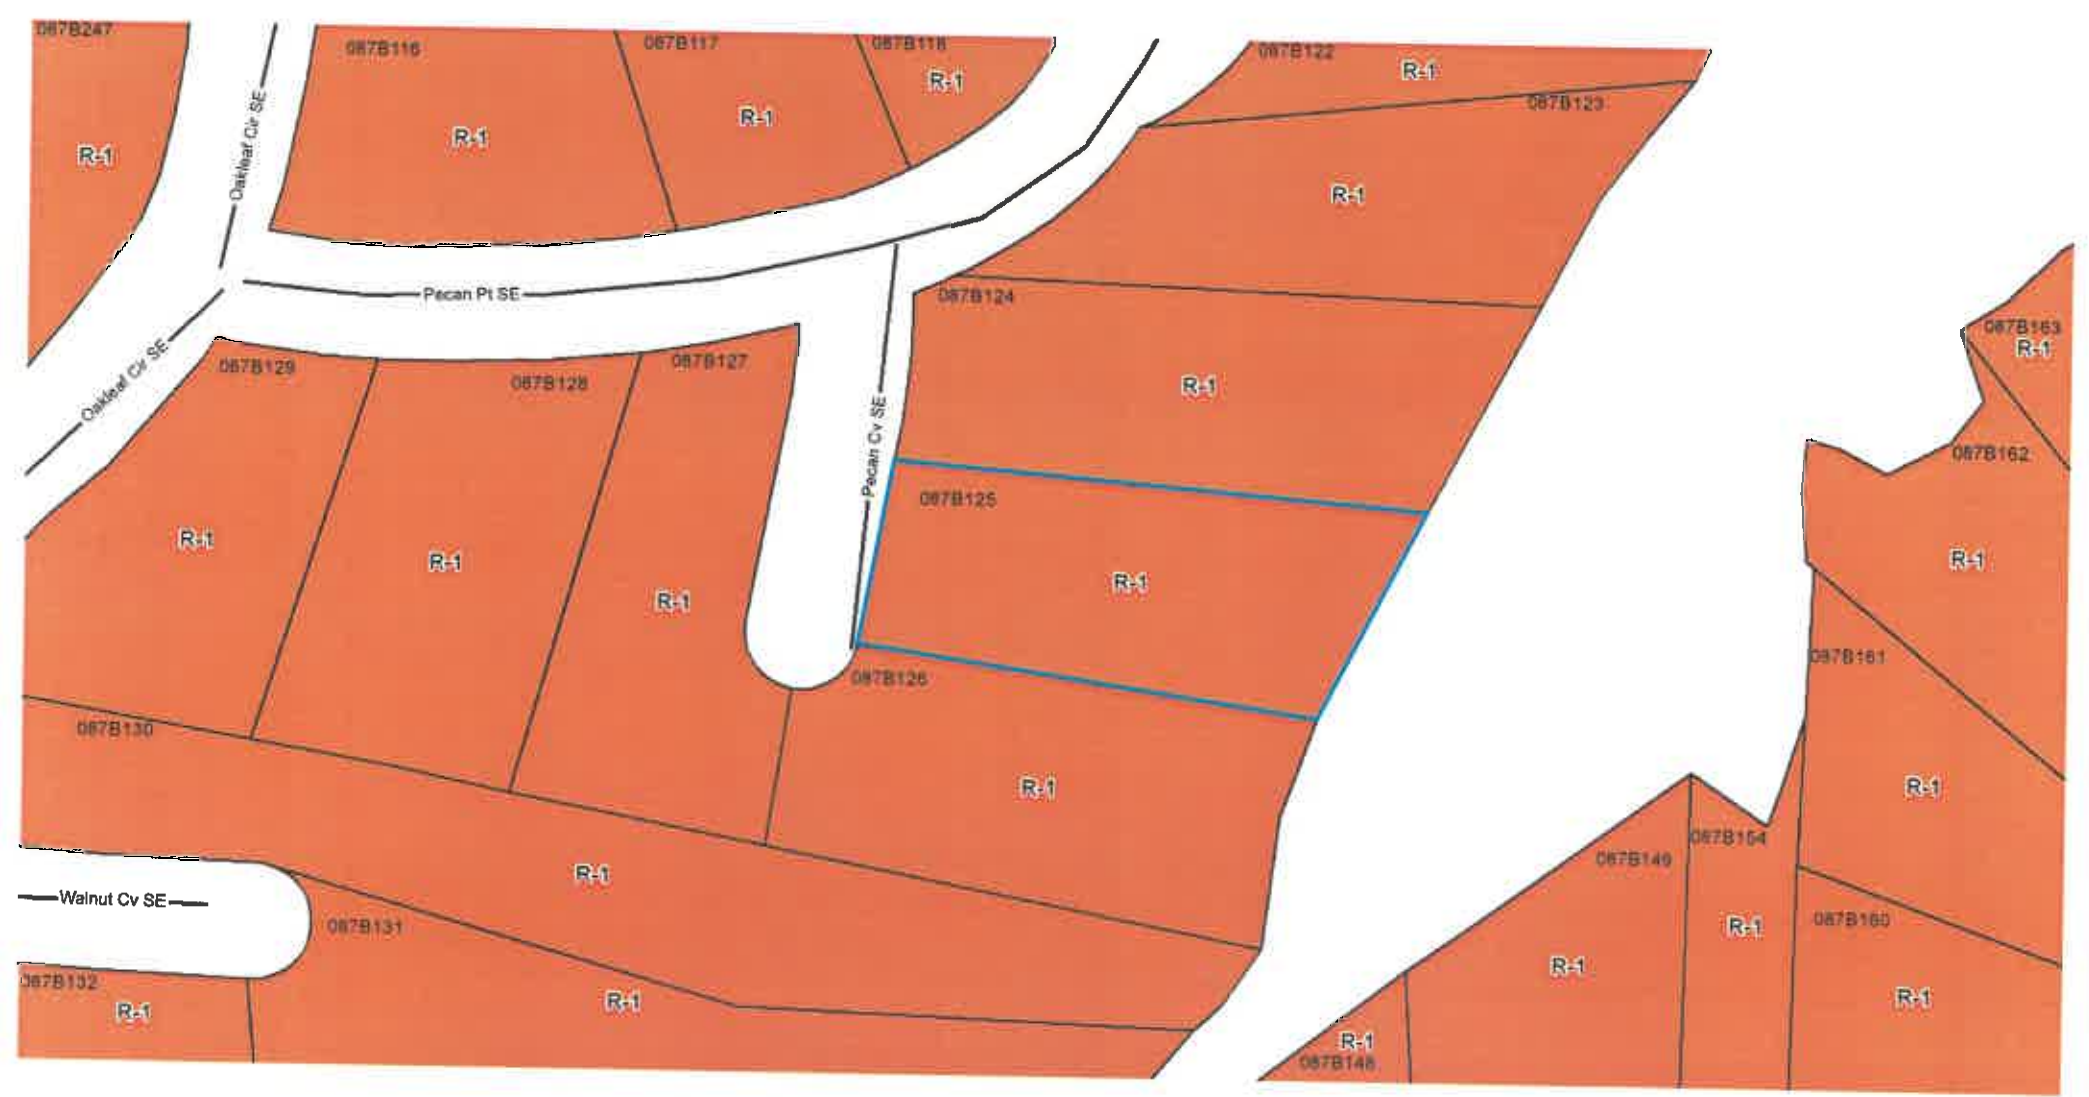 087B247
087B116
087B117
087B118
087B122
R-1
R-1
087B123
R-1
R-1
R-1
Oakleaf Cir SE
R-1
Pecan Pt SE
087B124
087B163
R-1
Oakleaf Cir SE
087B129
087B128
087B127
R-1
Pecan Cv SE
087B162
087B125
R-1
R-1
R-1
R-1
R-1
087B161
087B126
087B130
R-1
R-1
087B154
087B149
R-1
Walnut Cv SE
087B131
R-1
087B160
R-1
087B132
R-1
R-1
R-1
R-1
087B148